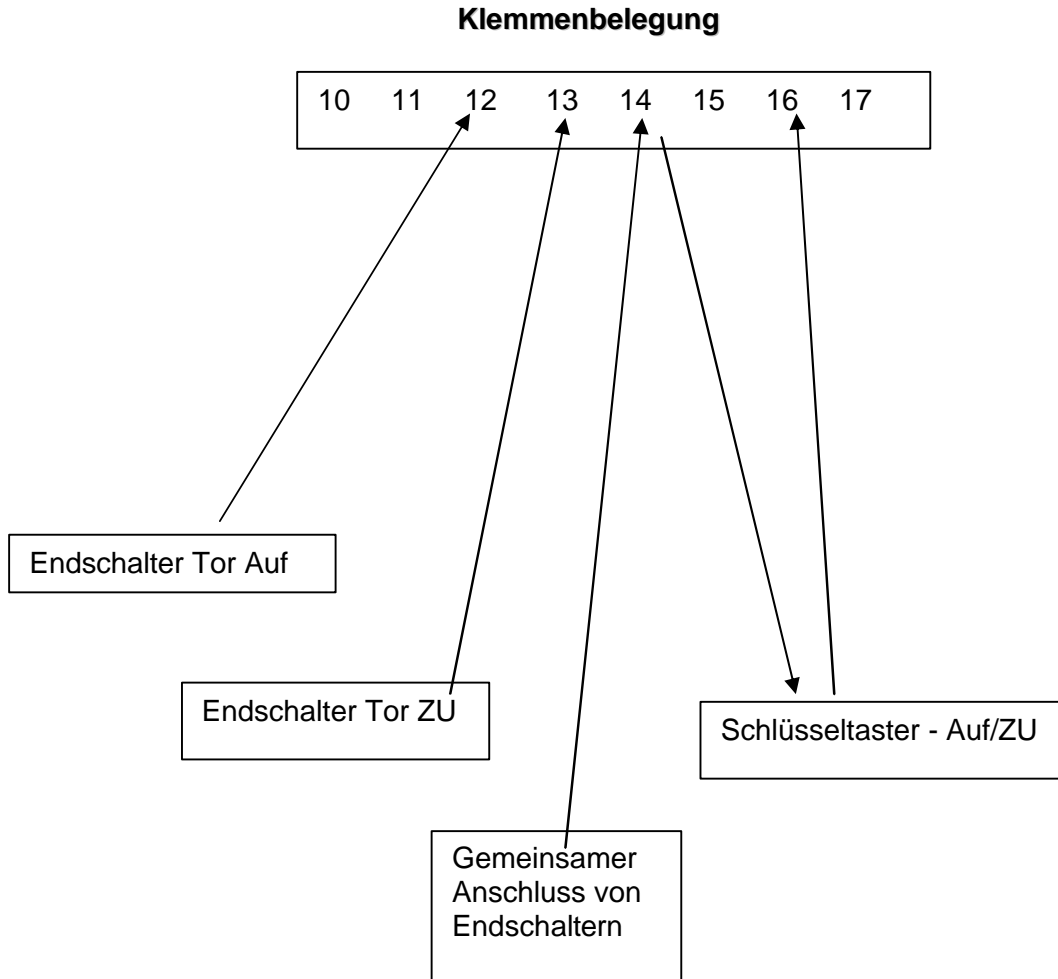 Klemmenbelegung
10 11 12 13 14 15 16 17
Endschalter Tor Auf
Endschalter Tor ZU
Schlüsseltaster - Auf/ZU
Gemeinsamer
Anschluss von
Endschaltern